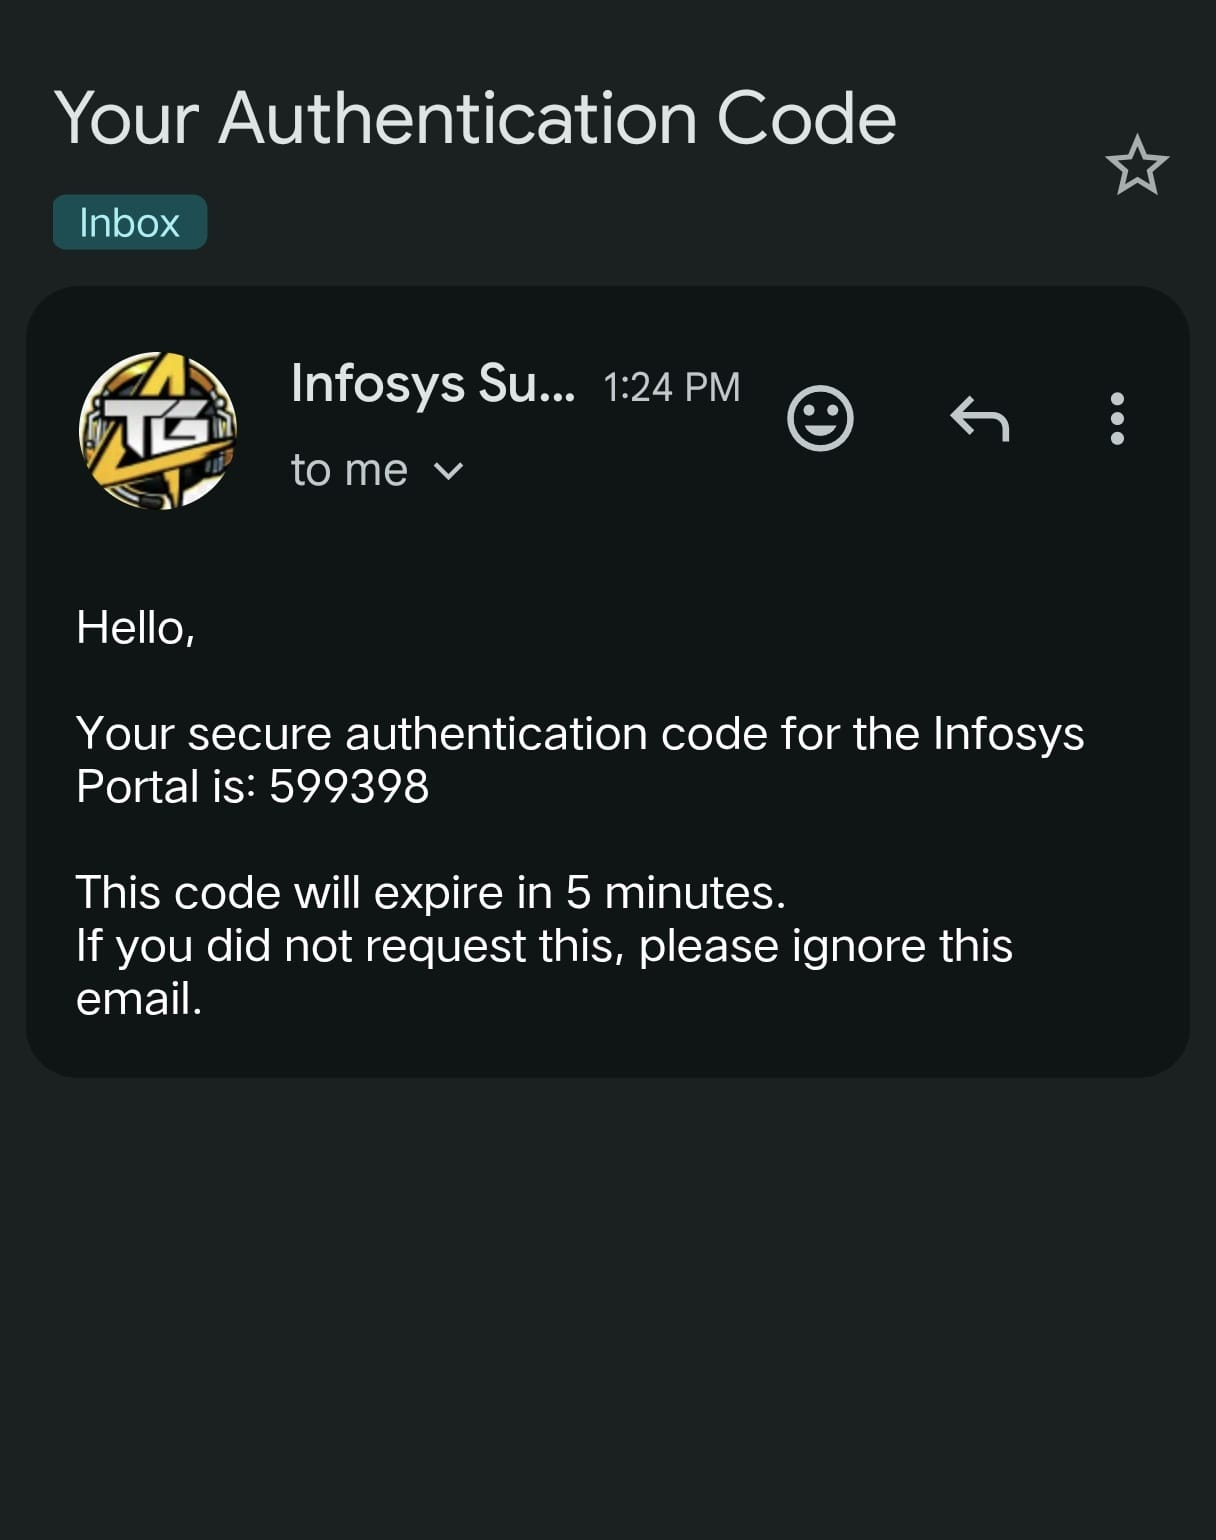 Your Authentication Code
Inbox
TG
Infosys Su... 1:24 PM
to me
Hello,
Your secure authentication code for the Infosys
Portal is: 599398
This code will expire in 5 minutes.
If you did not request this, please ignore this
email.